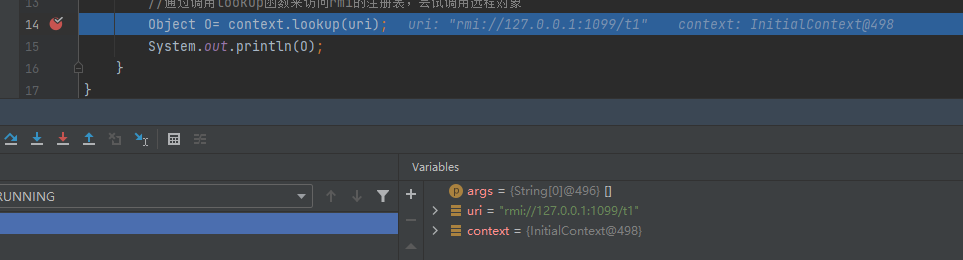 13 //通过调用lookup函数来访问rmi的注册表，尝试调用远程对象
14 Object O= context.lookup(uri); uri: "rmi://127.0.0.1:1099/t1" context: InitialContext@498
15 System.out.println(O);
16 }
17 }
Variables
RUNNING
args = {String[0]@496} []
uri = "rmi://127.0.0.1:1099/t1"
context = {InitialContext@498}